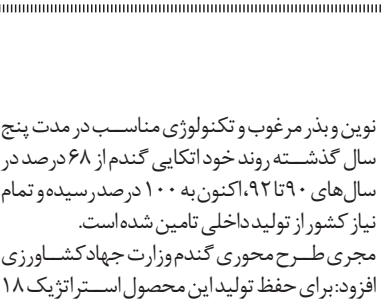 نوین و بذر مرغوب و تکنولوژی مناسب در مدت پنج
سال گذشته روند خود اتکایی گندم از ۶۸ درصد در
سال‌های ۹۰ تا ۹۲، اکنون به ۱۰۰ درصد رسیده و تمام
نیاز کشور از تولید داخلی تامین شده است.
مجری طرح محوری گندم وزارت جهاد کشاورزی
افزود: برای حفظ تولید این محصول استراتژیک ۱۸